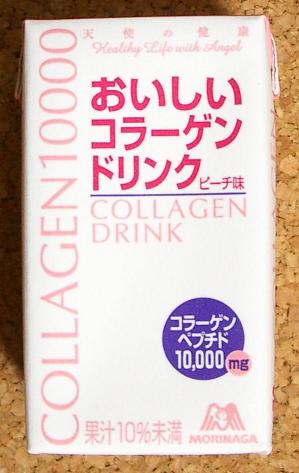 天使の健康
Healthy Life with Angel
COLLAGEN10000
おいしい
コラーゲン
ドリンク ピーチ味
COLLAGEN
DRINK
コラーゲン
ペプチド
10,000mg
果汁10%未満
MORINAGA